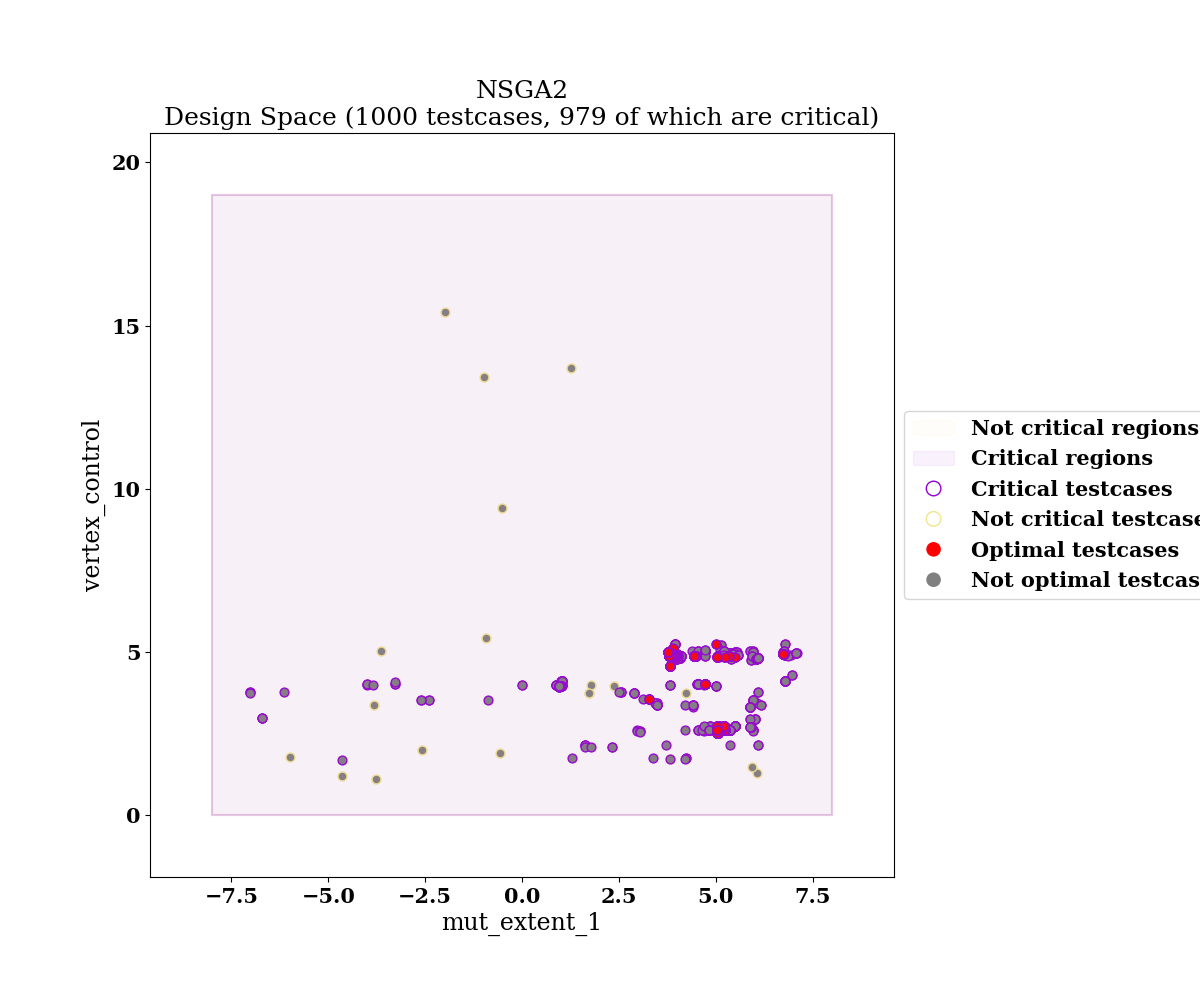 NSGA2
Design Space (1000 testcases, 979 of which are critical)
20
15
10
5
0
vertex_control
−7.5
−5.0
−2.5
0.0
2.5
5.0
7.5
mut_extent_1
Not critical regions
Critical regions
Critical testcases
Not critical testcase
Optimal testcases
Not optimal testcas